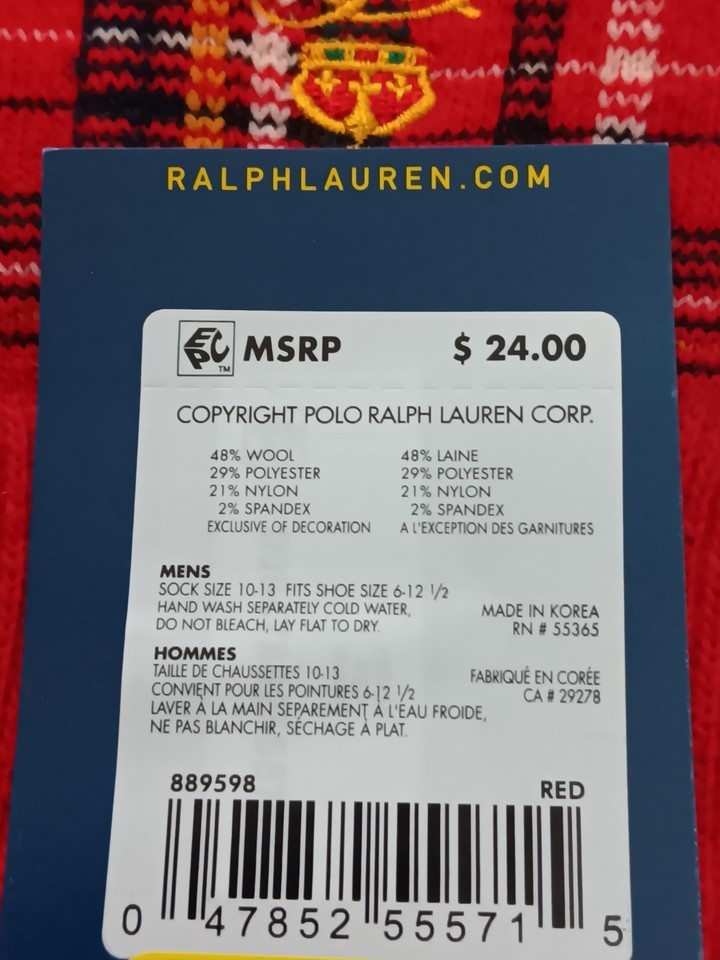 RALPHLAUREN.COM
EPC TM MSRP $ 24.00
COPYRIGHT POLO RALPH LAUREN CORP.
48% WOOL 48% LAINE
29% POLYESTER 29% POLYESTER
21% NYLON 21% NYLON
2% SPANDEX 2% SPANDEX
EXCLUSIVE OF DECORATION A L'EXCEPTION DES GARNITURES
MENS
SOCK SIZE 10-13 FITS SHOE SIZE 6-12 1/2
HAND WASH SEPARATELY COLD WATER, MADE IN KOREA
DO NOT BLEACH, LAY FLAT TO DRY. RN # 55365
HOMMES
TAILLE DE CHAUSSETTES 10-13 FABRIQUÉ EN CORÉE
CONVIENT POUR LES POINTURES 6-12 1/2 CA # 29278
LAVER À LA MAIN SEPAREMENT À L'EAU FROIDE,
NE PAS BLANCHIR, SÉCHAGE À PLAT.
889598 RED
0 47852 55571 5